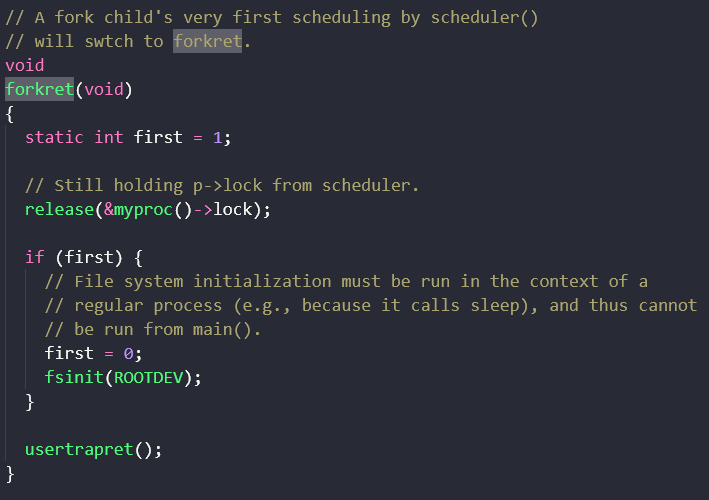 // A fork child's very first scheduling by scheduler()
// will swtch to forkret.
void
forkret(void)
{
  static int first = 1;
  // Still holding p->lock from scheduler.
  release(&myproc()->lock);
  if (first) {
    // File system initialization must be run in the context of a
    // regular process (e.g., because it calls sleep), and thus cannot
    // be run from main().
    first = 0;
    fsinit(ROOTDEV);
  }
  usertrapret();
}